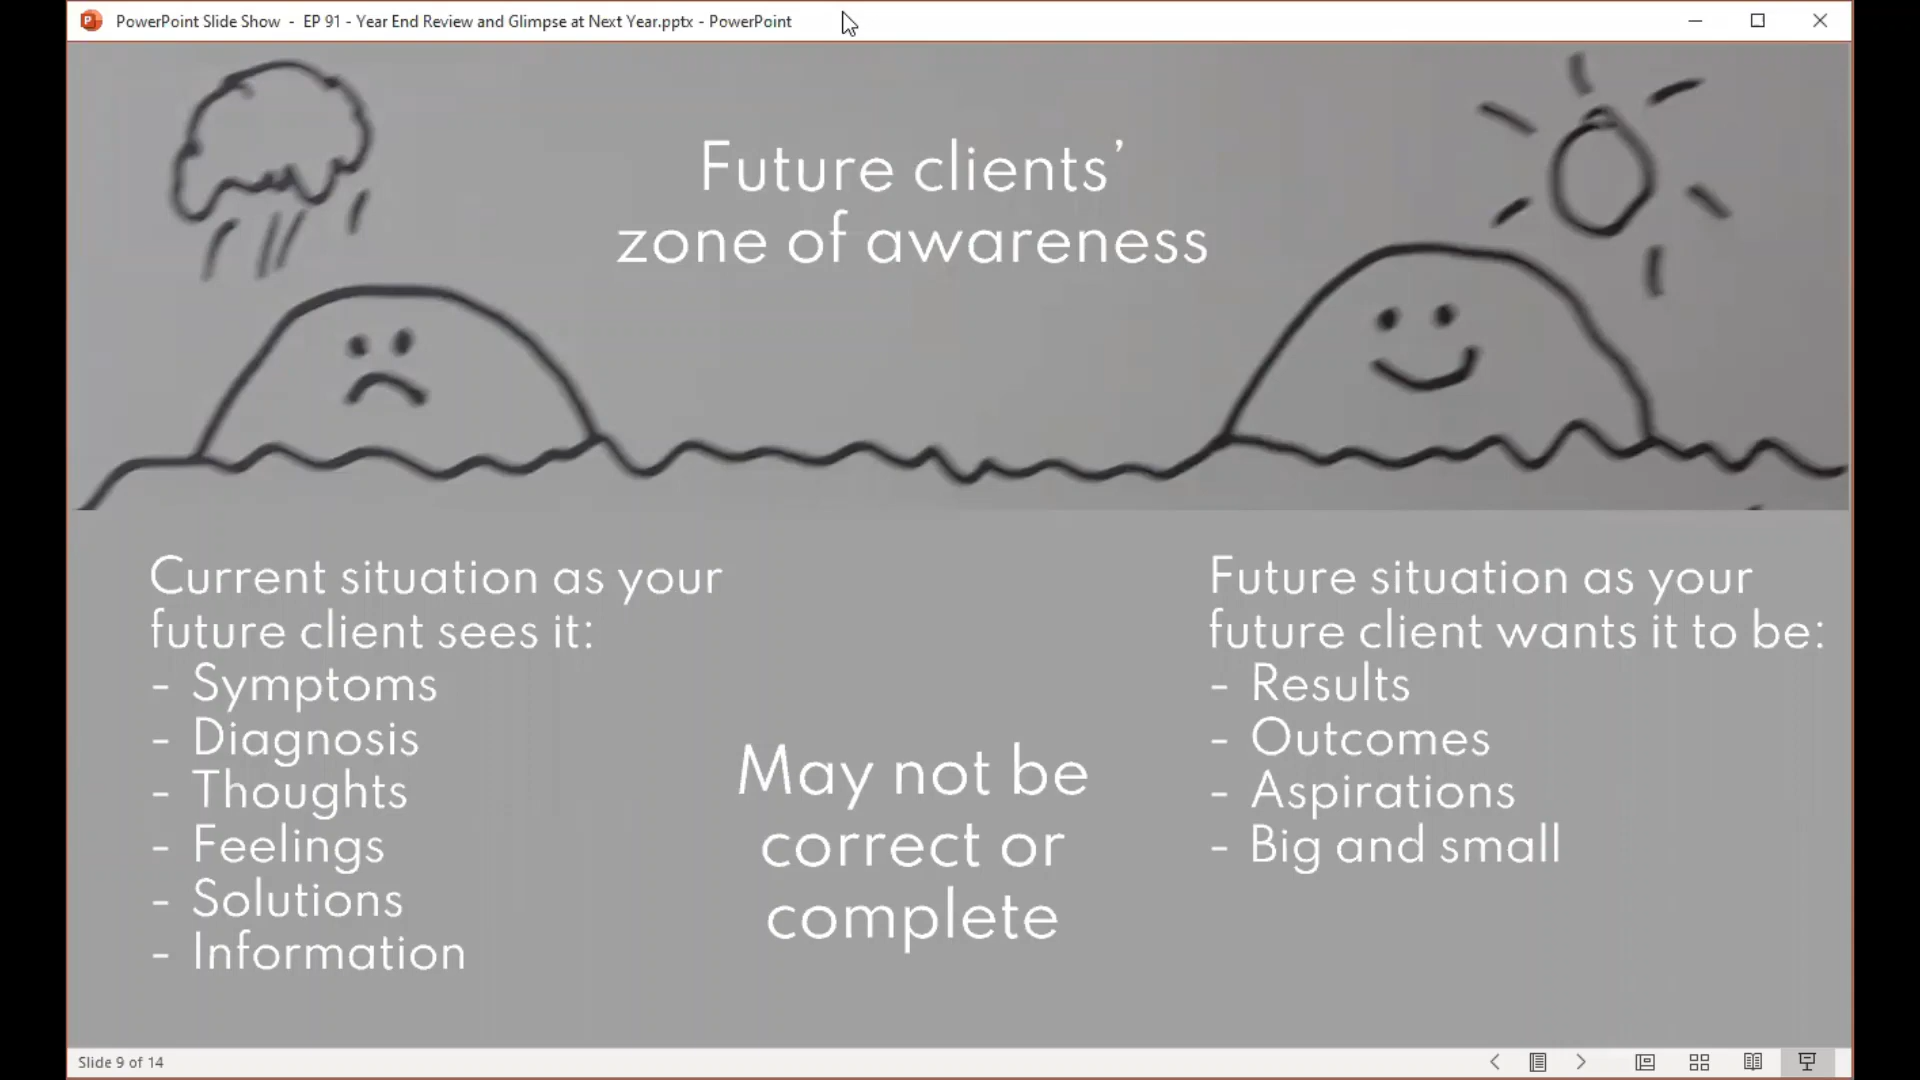 PowerPoint Slide Show - EP 91 - Year End Review and Glimpse at Next Year.pptx - PowerPoint
Future clients’
zone of awareness
Current situation as your
future client sees it:
- Symptoms
- Diagnosis
- Thoughts
- Feelings
- Solutions
- Information
May not be
correct or
complete
Future situation as your
future client wants it to be:
- Results
- Outcomes
- Aspirations
- Big and small
Slide 9 of 14